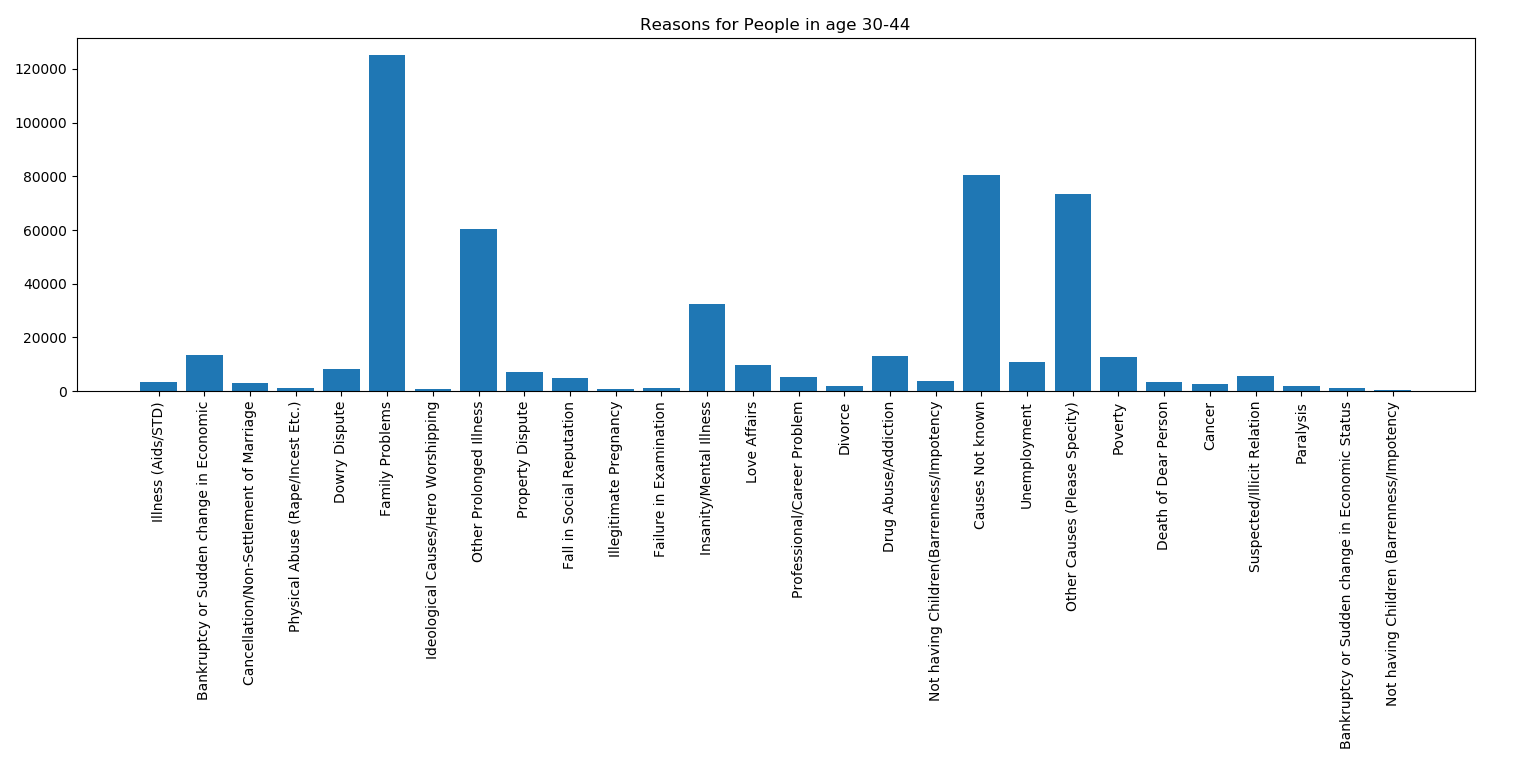 Reasons for People in age 30-44
120000
100000
80000
60000
40000
20000
0
Illness (Aids/STD)
Bankruptcy or Sudden change in Economic
Cancellation/Non-Settlement of Marriage
Physical Abuse (Rape/Incest Etc.)
Dowry Dispute
Family Problems
Ideological Causes/Hero Worshipping
Other Prolonged Illness
Property Dispute
Fall in Social Reputation
Illegitimate Pregnancy
Failure in Examination
Insanity/Mental Illness
Love Affairs
Professional/Career Problem
Divorce
Drug Abuse/Addiction
Not having Children(Barrenness/Impotency
Causes Not known
Unemployment
Other Causes (Please Specity)
Poverty
Death of Dear Person
Cancer
Suspected/Illicit Relation
Paralysis
Bankruptcy or Sudden change in Economic Status
Not having Children (Barrenness/Impotency